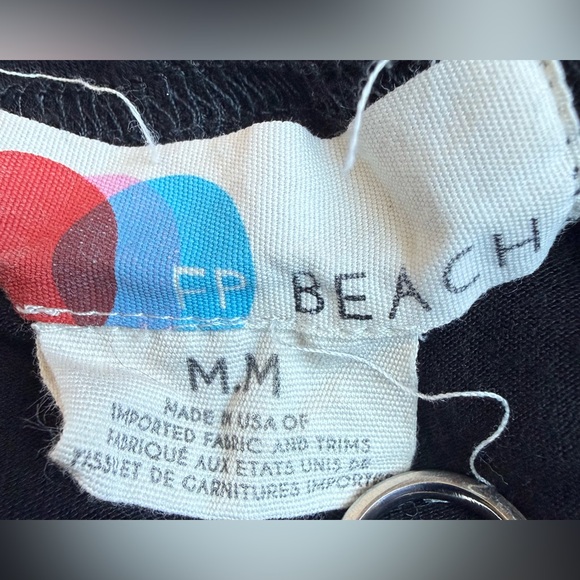 FP BEACH
M.M
MADE IN USA OF
IMPORTED FABRIC AND TRIMS
FABRIQUÉ AUX ETATS UNIS DE
TISSU ET DE CARNITURES IMPORTÉS